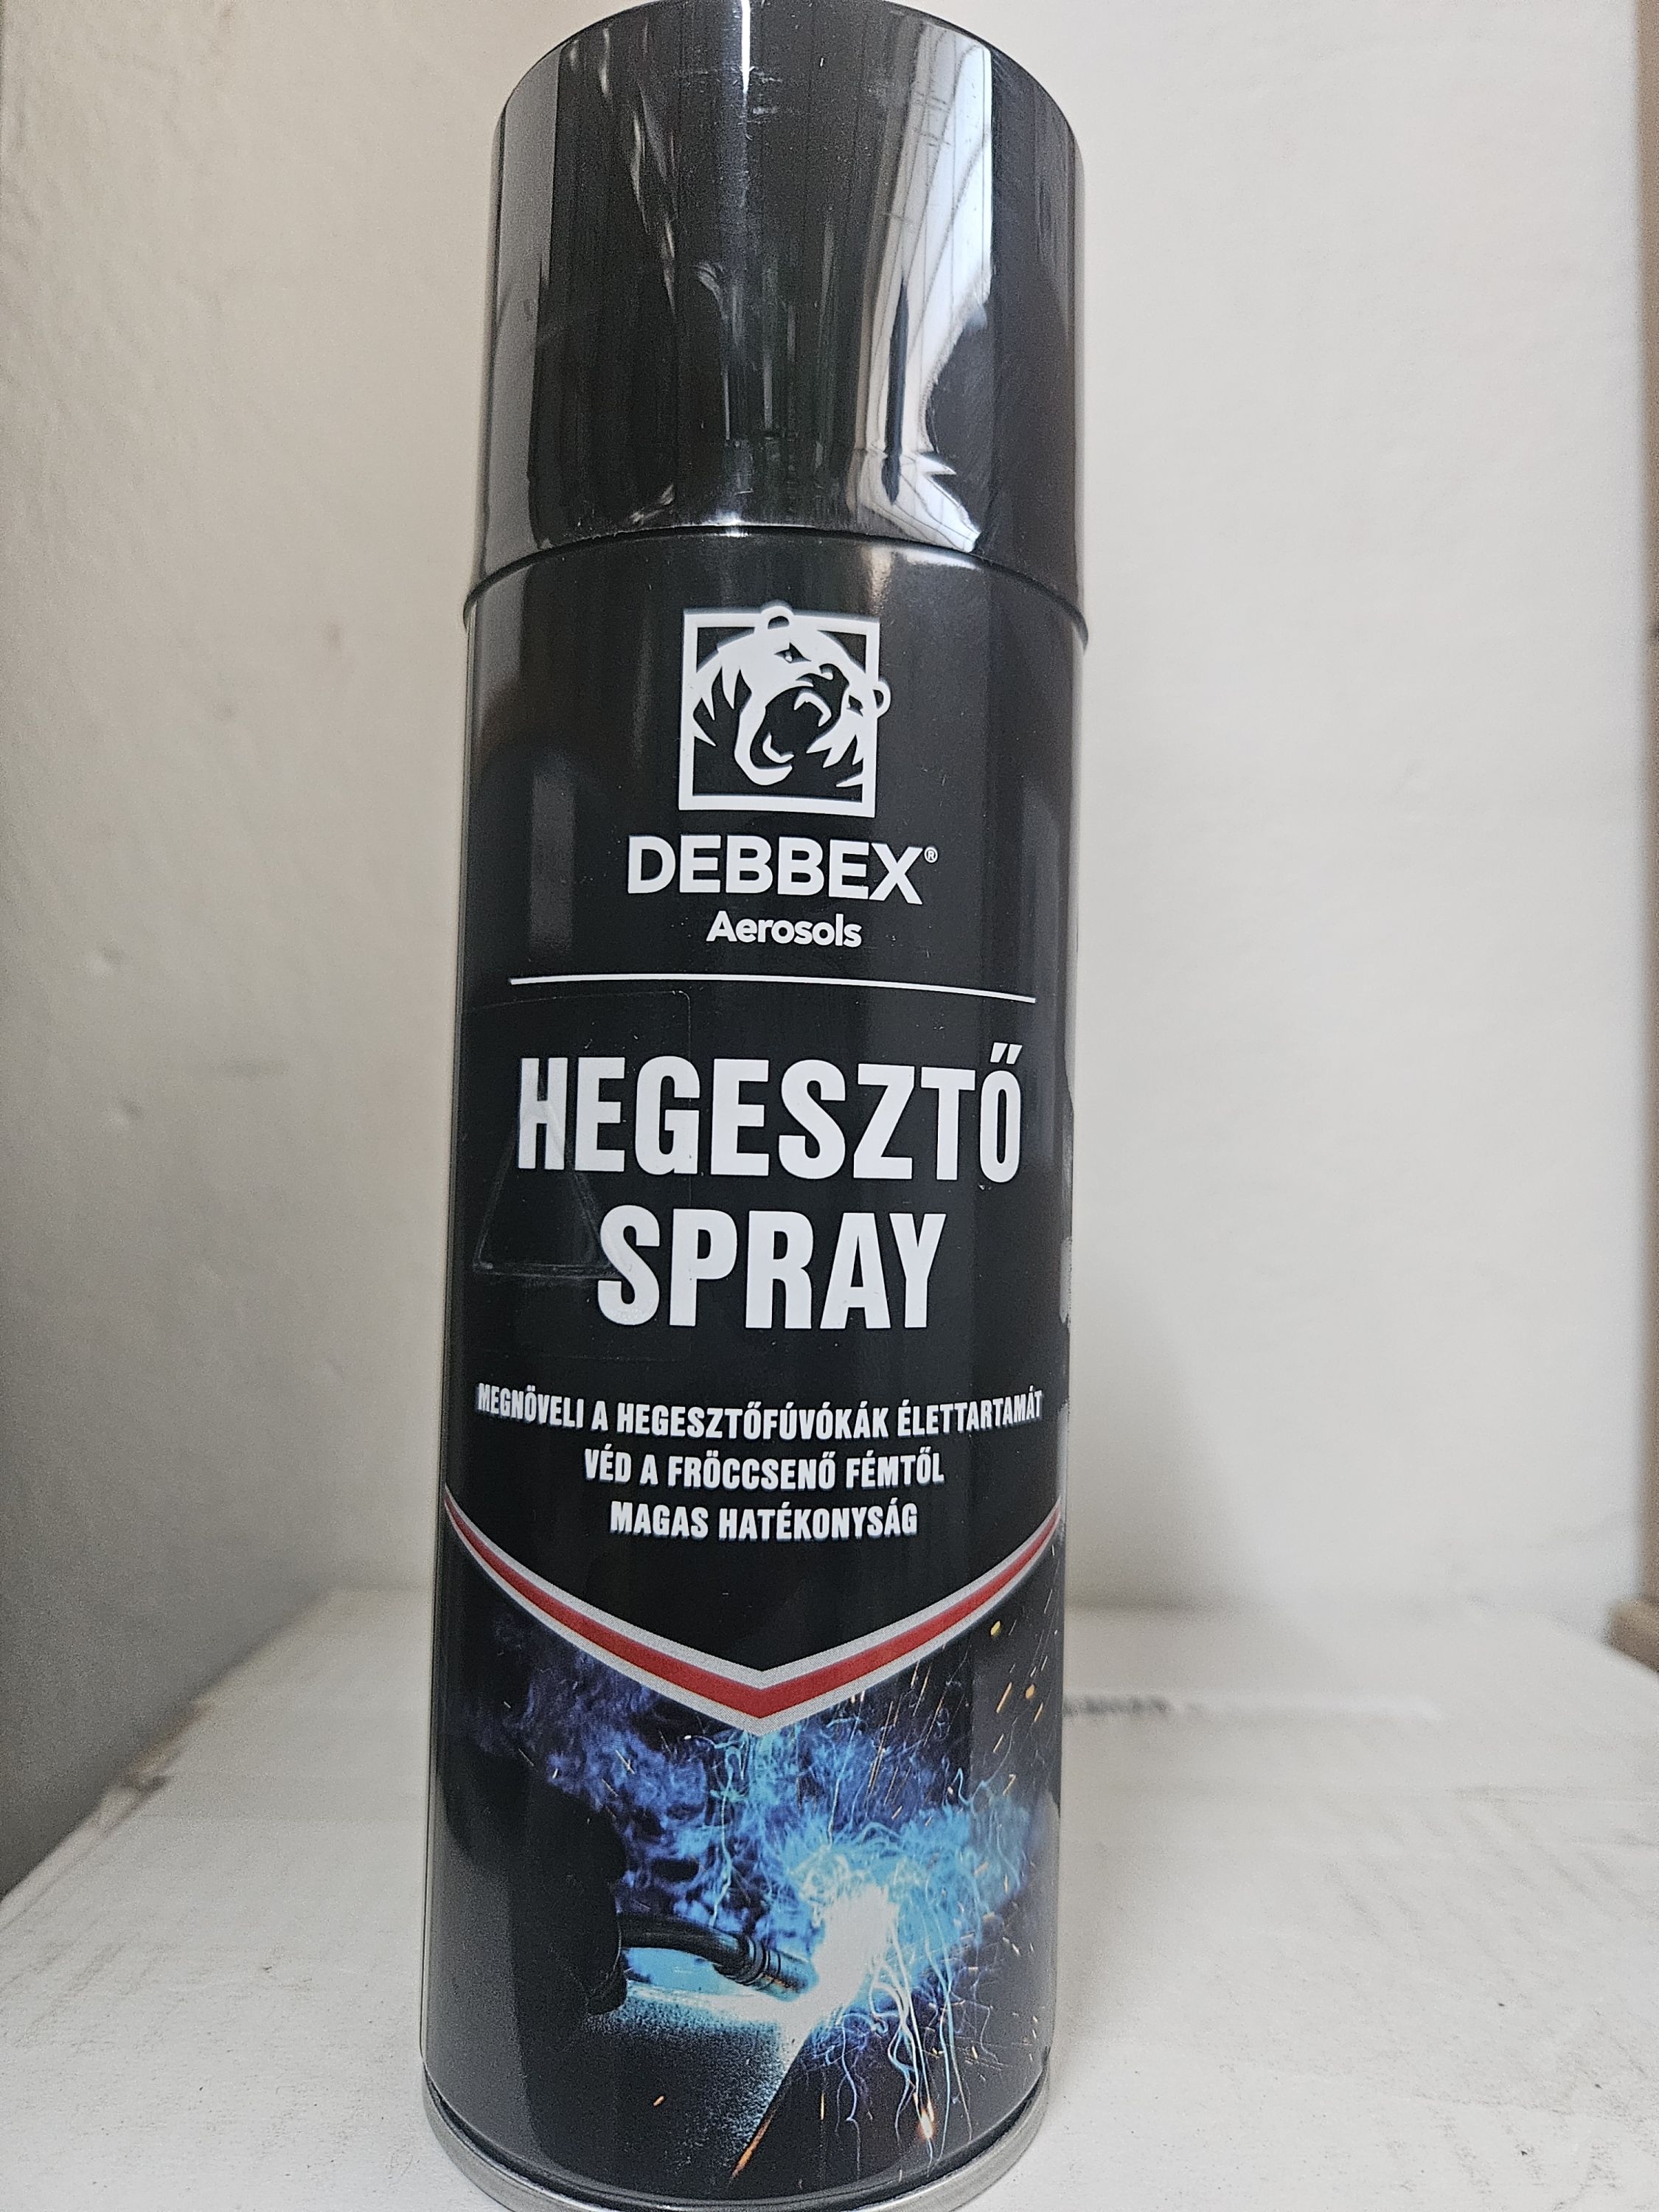 DEBBEX®
Aerosols
HEGESZTŐ
SPRAY
MEGNÖVELI A HEGESZTŐFÚVÓKÁK ÉLETTARTAMÁT
VÉD A FRÖCCSENŐ FÉMTŐL
MAGAS HATÉKONYSÁG